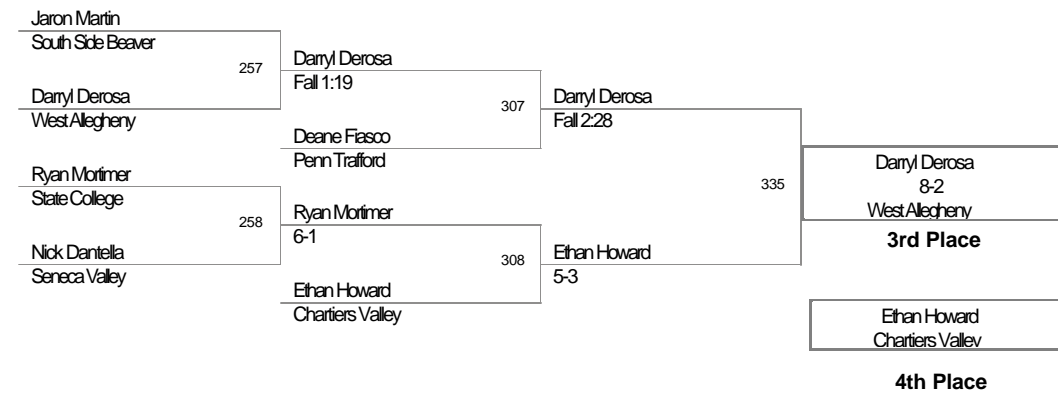 Jaron Martin
South Side Beaver
257
Darryl Derosa
West Allegheny
Darryl Derosa
Fall 1:19
307
Deane Fiasco
Penn Trafford
Darryl Derosa
Fall 2:28
Ryan Mortimer
State College
258
Nick Dantella
Seneca Valley
Ryan Mortimer
6-1
308
Ethan Howard
Chartiers Valley
Ethan Howard
5-3
335
Darryl Derosa
8-2
West Allegheny
3rd Place
Ethan Howard
Chartiers Valley
4th Place